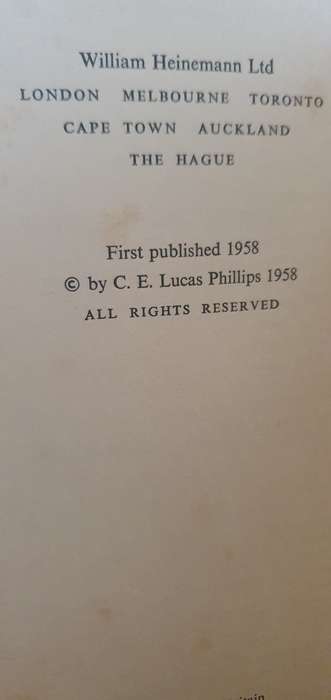 William Heinemann Ltd
LONDON MELBOURNE TORONTO
CAPE TOWN AUCKLAND
THE HAGUE
First published 1958
© by C. E. Lucas Phillips 1958
ALL RIGHTS RESERVED